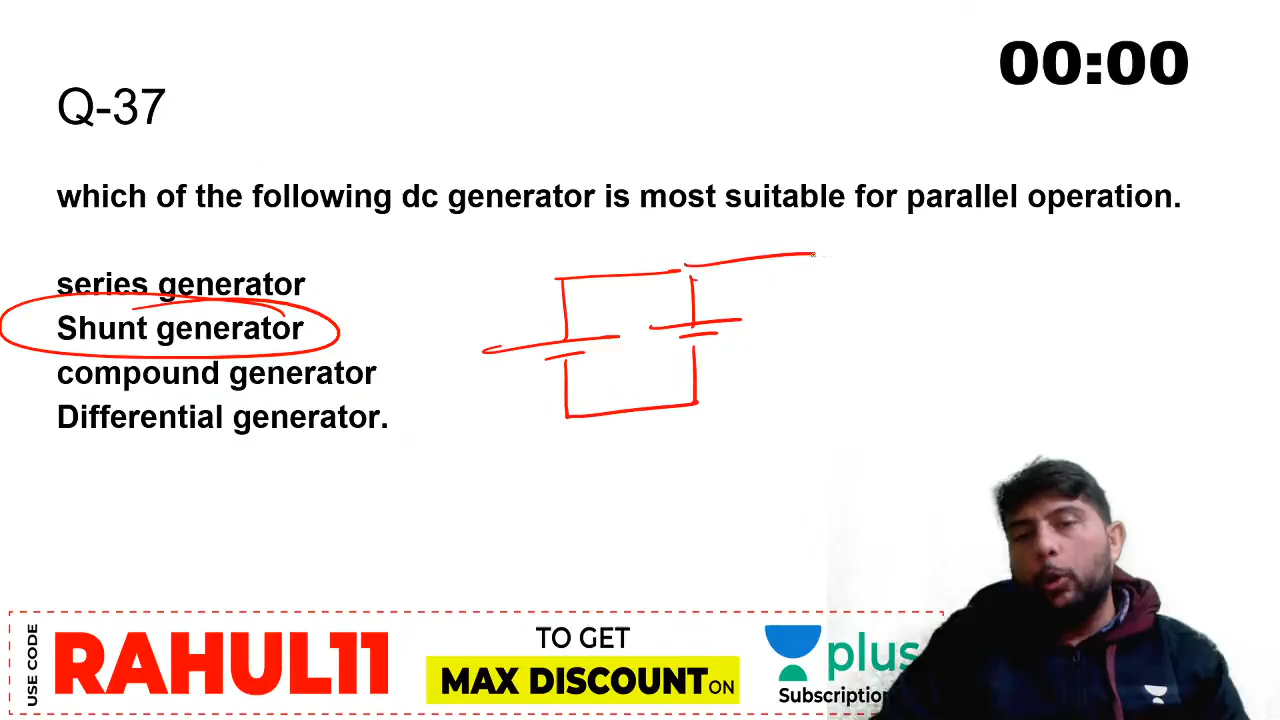 00:00
Q-37
which of the following dc generator is most suitable for parallel operation.
series generator
Shunt generator
compound generator
Differential generator.
USE CODE
RAHUL11
TO GET
MAX DISCOUNT ON
plus
Subscription